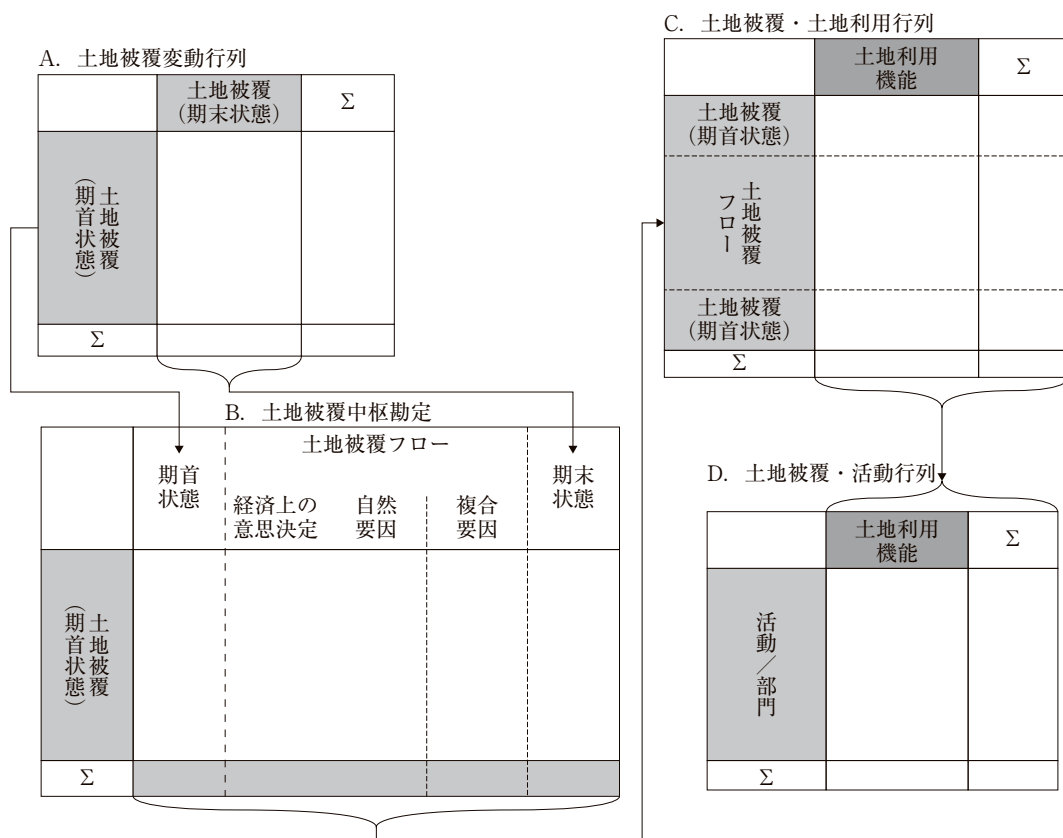 A. 土地被覆変動行列
土地被覆
(期末状態)
Σ
土地被覆
(期首状態)
Σ
B. 土地被覆中枢勘定
土地被覆フロー
期首
状態
経済上の
意思決定
自然
要因
複合
要因
期末
状態
土地被覆
(期首状態)
Σ
C. 土地被覆・土地利用行列
土地利用
機能
Σ
土地被覆
(期首状態)
土地被覆
フロー
土地被覆
(期首状態)
Σ
D. 土地被覆・活動行列
土地利用
機能
Σ
活動/部門
Σ